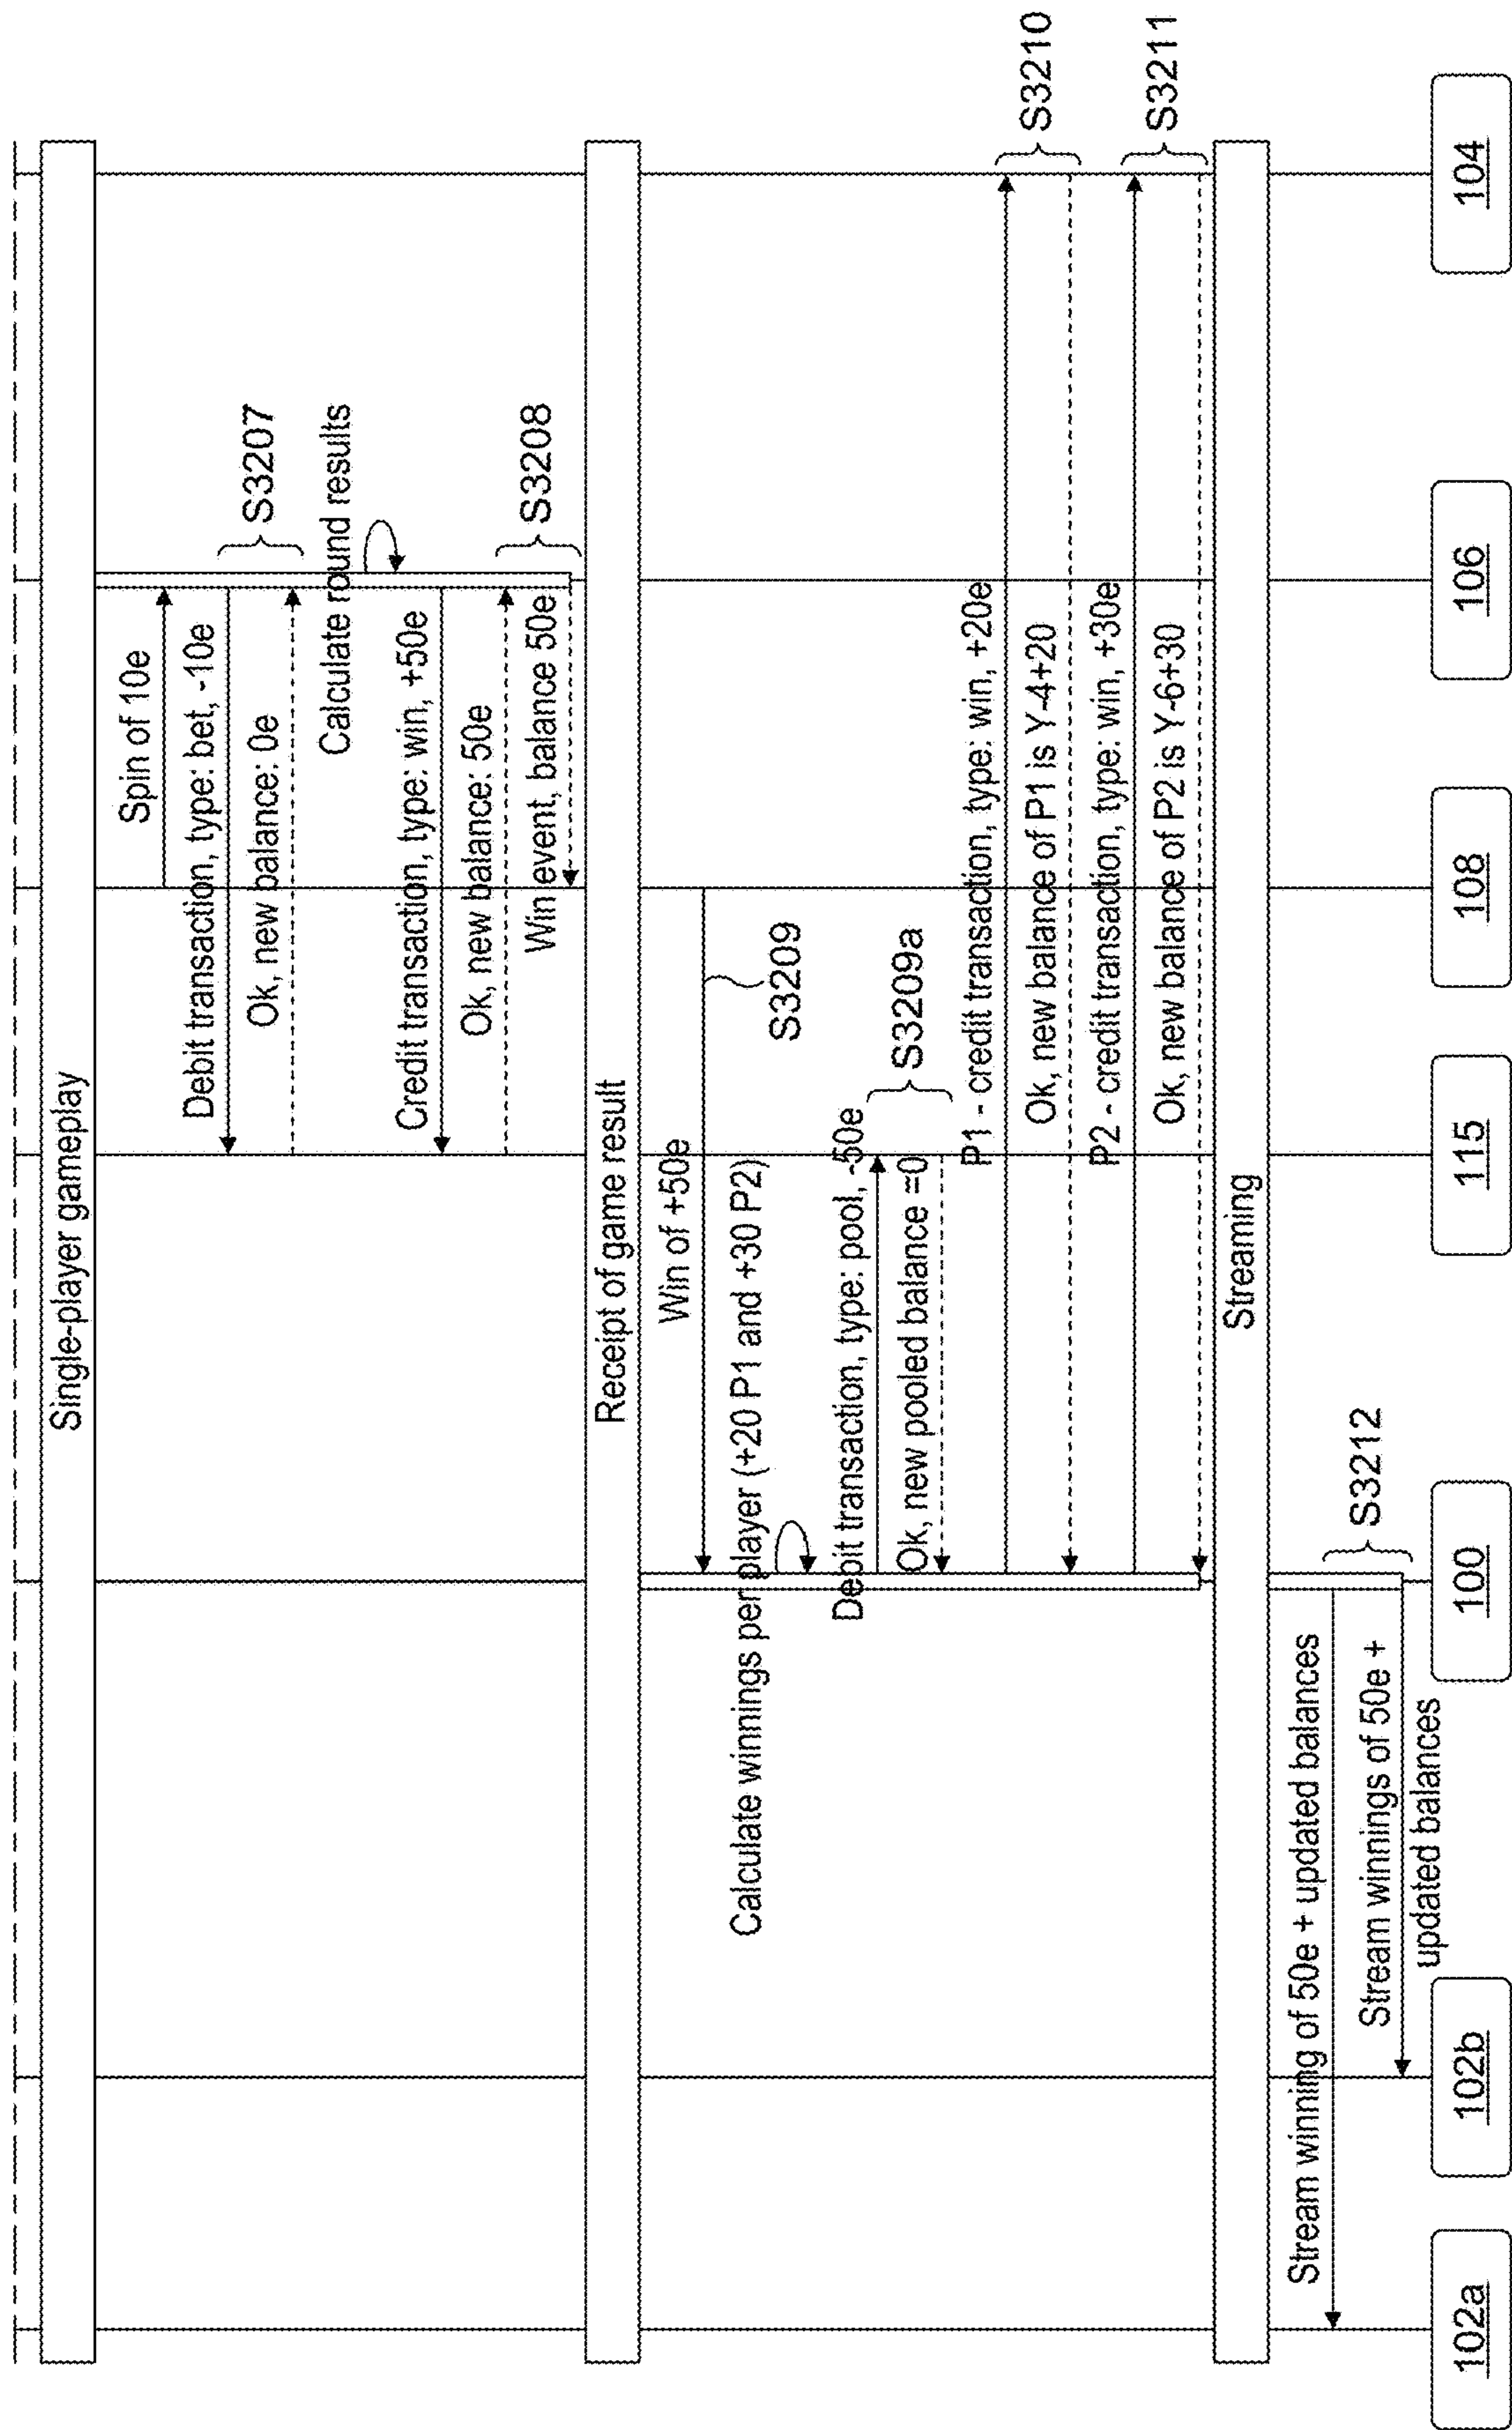 Single-player gameplay
Spin of 10e
Debit transaction, type: bet, -10e
Ok, new balance: 0e
S3207
Calculate round results
Credit transaction, type: win, +50e
Ok, new balance: 50e
S3208
Win event, balance 50e
Receipt of game result
Win of +50e
S3209
Calculate winnings per player (+20 P1 and +30 P2)
Debit transaction, type: pool, -50e
Ok, new pooled balance =0
S3209a
P1 - credit transaction, type: win, +20e
Ok, new balance of P1 is Y-4+20
S3210
P2 - credit transaction, type: win, +30e
Ok, new balance of P2 is Y-6+30
S3211
Streaming
Stream winning of 50e + updated balances
Stream winnings of 50e +
updated balances
S3212
102a
102b
100
115
108
106
104